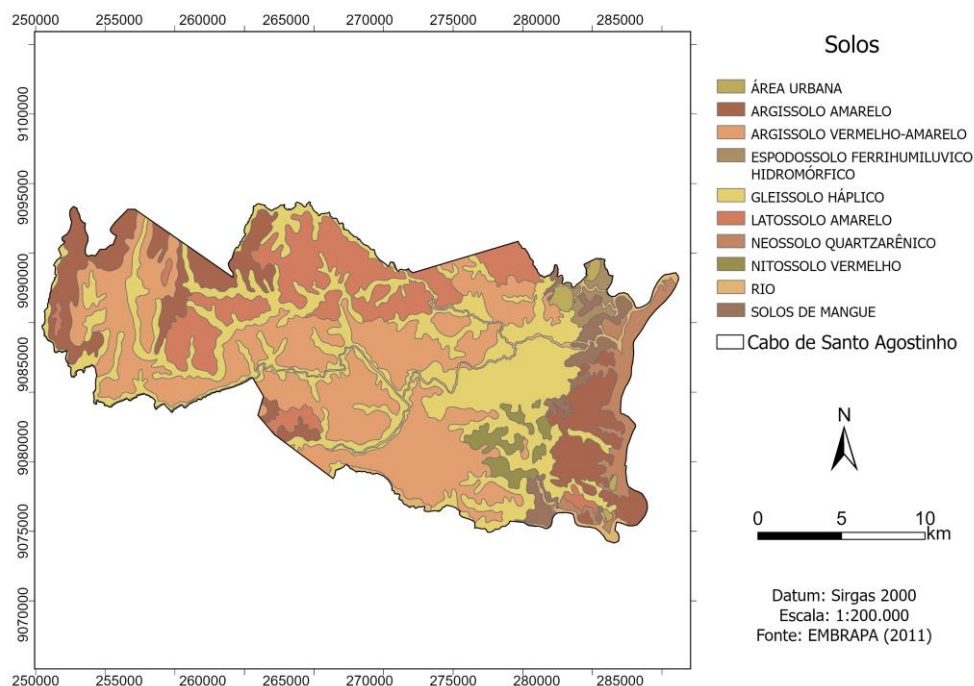 250000 255000 260000 265000 270000 275000 280000 285000
Solos
ÁREA URBANA
ARGISSOLO AMARELO
ARGISSOLO VERMELHO-AMARELO
ESPODOSSOLO FERRIHUMILUVICO
HIDROMÓRFICO
GLEISSOLO HÁPLICO
LATOSSOLO AMARELO
NEOSSOLO QUARTZARÊNICO
NITOSSOLO VERMELHO
RIO
SOLOS DE MANGUE
Cabo de Santo Agostinho
9100000
9095000
9090000
9085000
9080000
9075000
9070000
N
0 5 10
km
Datum: Sirgas 2000
Escala: 1:200.000
Fonte: EMBRAPA (2011)
250000 255000 260000 265000 270000 275000 280000 285000